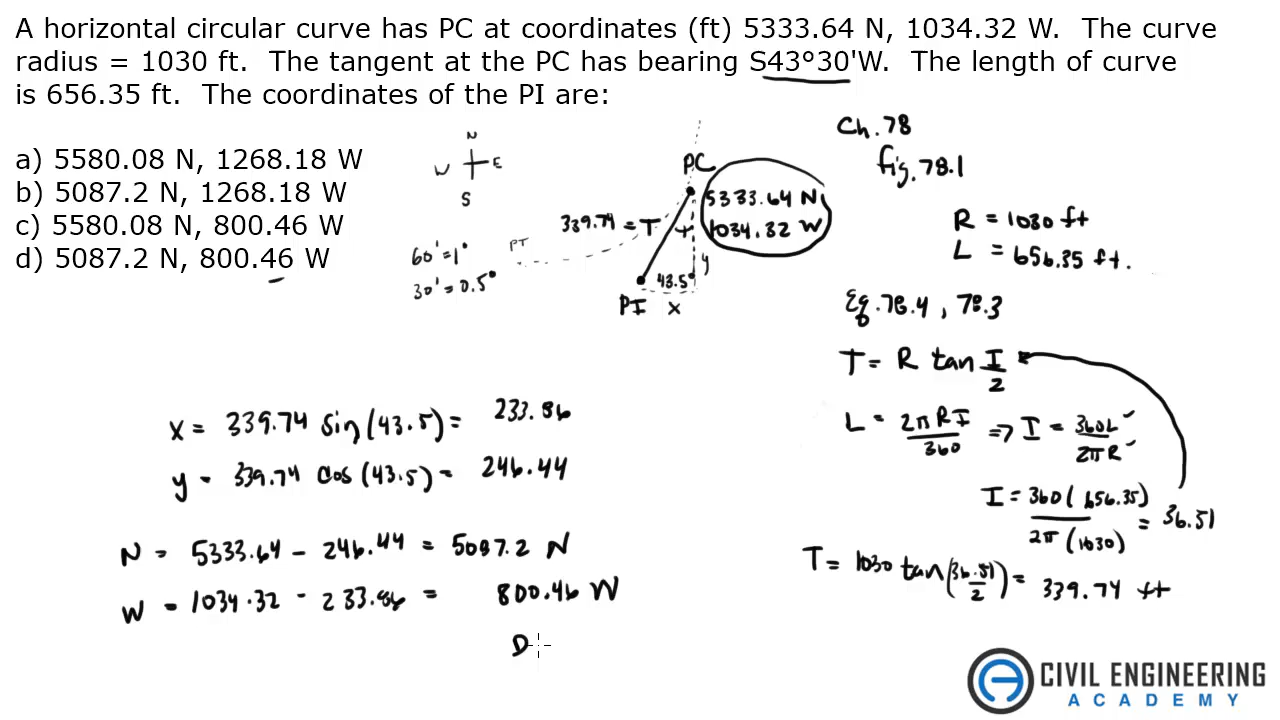 A horizontal circular curve has PC at coordinates (ft) 5333.64 N, 1034.32 W. The curve
radius = 1030 ft. The tangent at the PC has bearing S43º30'W. The length of curve
is 656.35 ft. The coordinates of the PI are:
a) 5580.08 N, 1268.18 W
b) 5087.2 N, 1268.18 W
c) 5580.08 N, 800.46 W
d) 5087.2 N, 800.46 W
N
W E
S
60' = 1°
30' = 0.5°
PC
5333.64 N
1034.32 W
339.74 = T
PT
y
43.5°
PI x
Ch. 78
fig. 78.1
R = 1030 ft
L = 656.35 ft.
Eq. 78.4, 78.3
T = R tan I/2
L = 2πRI/360 => I = 360L/2πR
I = 360(656.35)/2π(1030) = 36.51
T = 1030 tan(36.51/2) = 339.74 ft
x = 339.74 sin(43.5) = 233.86
y = 339.74 cos(43.5) = 246.44
N = 5333.64 - 246.44 = 5087.2 N
W = 1034.32 - 233.86 = 800.46 W
D
CIVIL ENGINEERING
ACADEMY